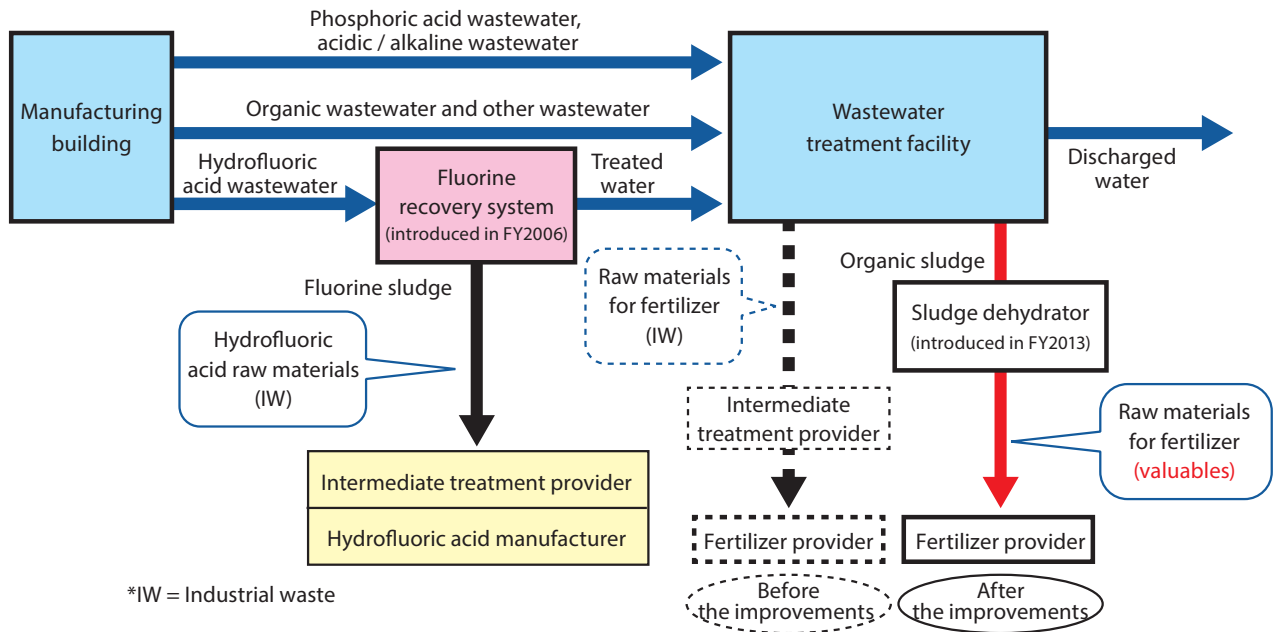 Phosphoric acid wastewater,
acidic / alkaline wastewater
Manufacturing
building
Organic wastewater and other wastewater
Wastewater
treatment facility
Hydrofluoric
acid wastewater
Fluorine
recovery system
(introduced in FY2006)
Treated
water
Discharged
water
Fluorine sludge
Raw materials
for fertilizer
(IW)
Organic sludge
Sludge dehydrator
(introduced in FY2013)
Hydrofluoric
acid raw materials
(IW)
Intermediate
treatment provider
Raw materials
for fertilizer
(valuables)
Intermediate treatment provider
Hydrofluoric acid manufacturer
Fertilizer provider
Fertilizer provider
*IW = Industrial waste
Before
the improvements
After
the improvements